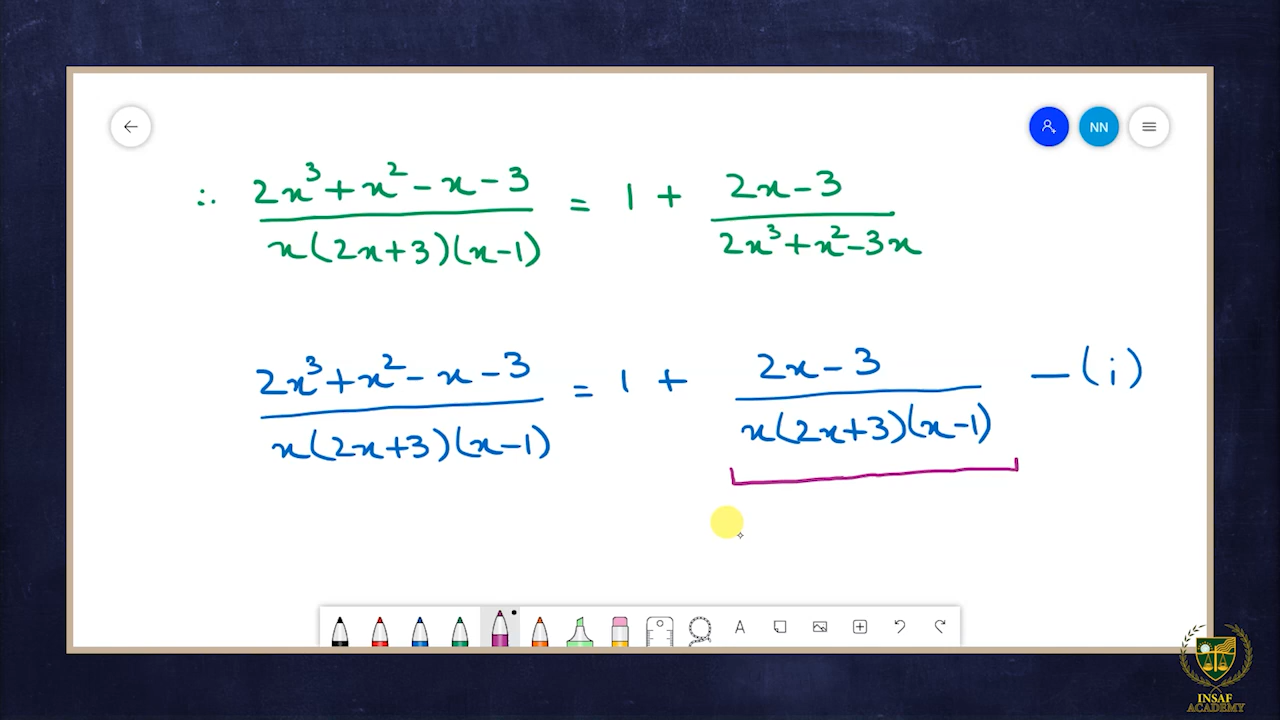 NN
∴ (2x³ + x² - x - 3) / (x(2x+3)(x-1)) = 1 + (2x - 3) / (2x³ + x² - 3x)
(2x³ + x² - x - 3) / (x(2x+3)(x-1)) = 1 + (2x - 3) / (x(2x+3)(x-1)) — (i)
A
INSAF
ACADEMY